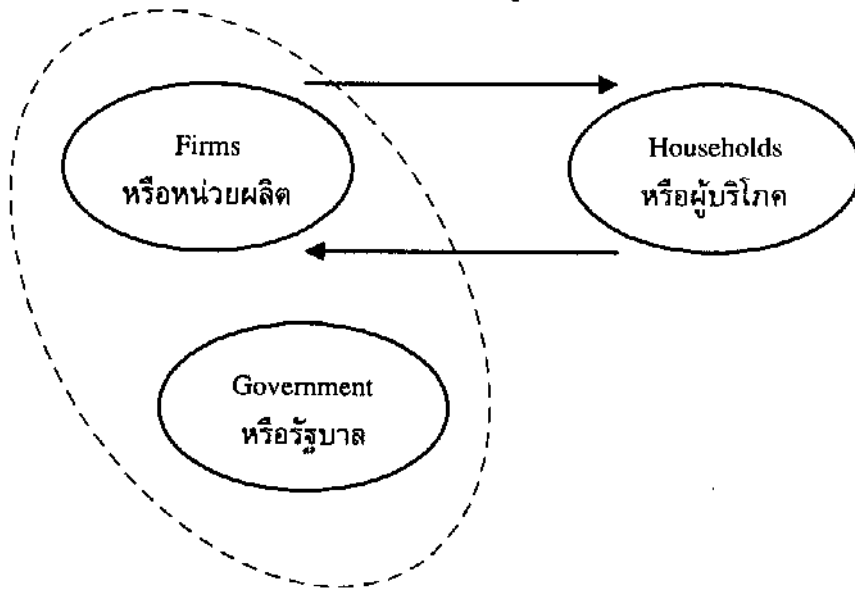 Firms
หรือหน่วยผลิต
Households
หรือผู้บริโภค
Government
หรือรัฐบาล